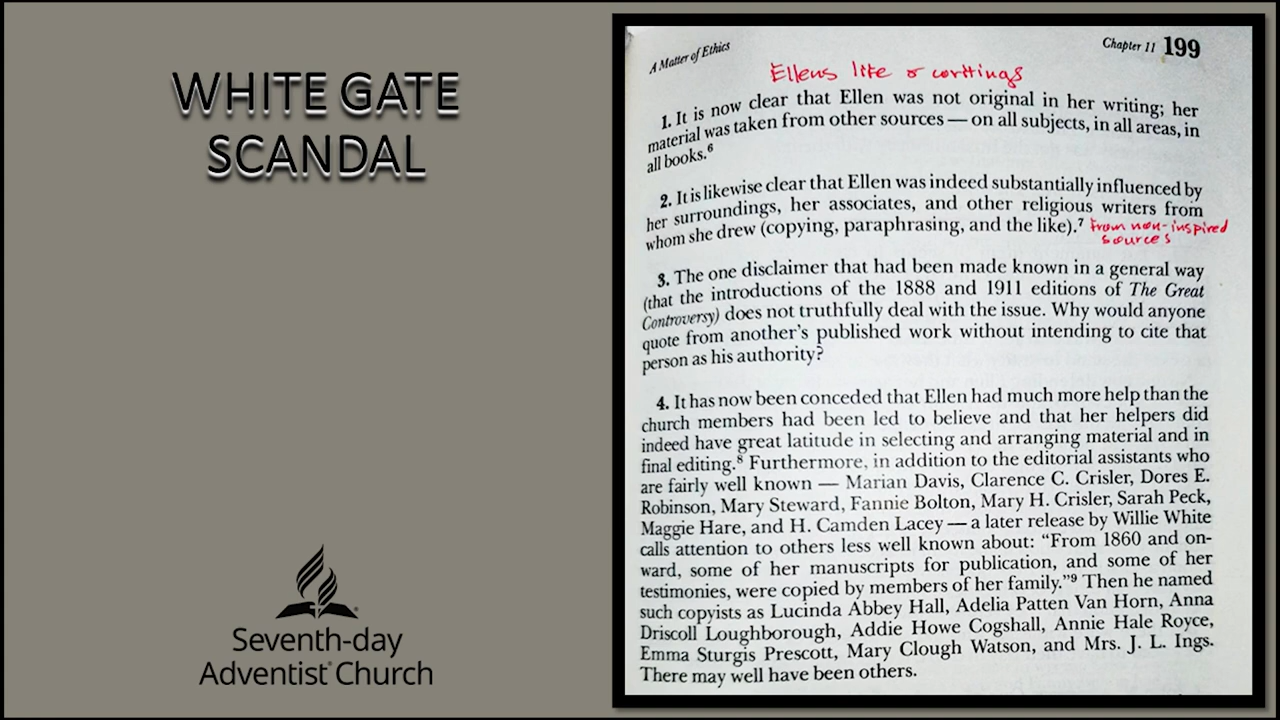 WHITE GATE
SCANDAL
Seventh-day
Adventist® Church
A Matter of Ethics
Chapter 11 199
Ellens life & writings
1. It is now clear that Ellen was not original in her writing; her
material was taken from other sources — on all subjects, in all areas, in
all books.⁶
2. It is likewise clear that Ellen was indeed substantially influenced by
her surroundings, her associates, and other religious writers from
whom she drew (copying, paraphrasing, and the like).⁷ from non-inspired
sources
3. The one disclaimer that had been made known in a general way
(that the introductions of the 1888 and 1911 editions of The Great
Controversy) does not truthfully deal with the issue. Why would anyone
quote from another's published work without intending to cite that
person as his authority?
4. It has now been conceded that Ellen had much more help than the
church members had been led to believe and that her helpers did
indeed have great latitude in selecting and arranging material and in
final editing.⁸ Furthermore, in addition to the editorial assistants who
are fairly well known — Marian Davis, Clarence C. Crisler, Dores E.
Robinson, Mary Steward, Fannie Bolton, Mary H. Crisler, Sarah Peck,
Maggie Hare, and H. Camden Lacey — a later release by Willie White
calls attention to others less well known about: “From 1860 and on-
ward, some of her manuscripts for publication, and some of her
testimonies, were copied by members of her family.”⁹ Then he named
such copyists as Lucinda Abbey Hall, Adelia Patten Van Horn, Anna
Driscoll Loughborough, Addie Howe Cogshall, Annie Hale Royce,
Emma Sturgis Prescott, Mary Clough Watson, and Mrs. J. L. Ings.
There may well have been others.